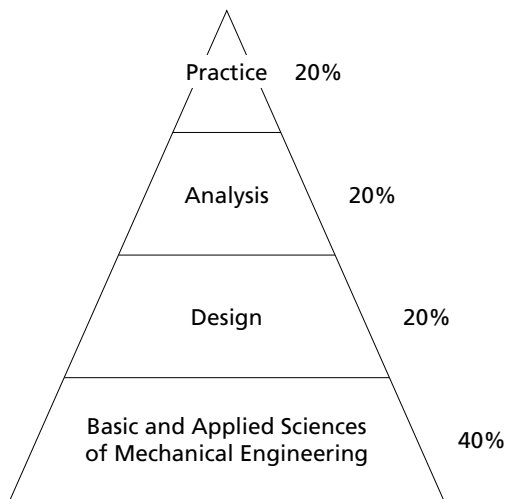 Practice 20%
Analysis 20%
Design 20%
Basic and Applied Sciences
of Mechanical Engineering 40%